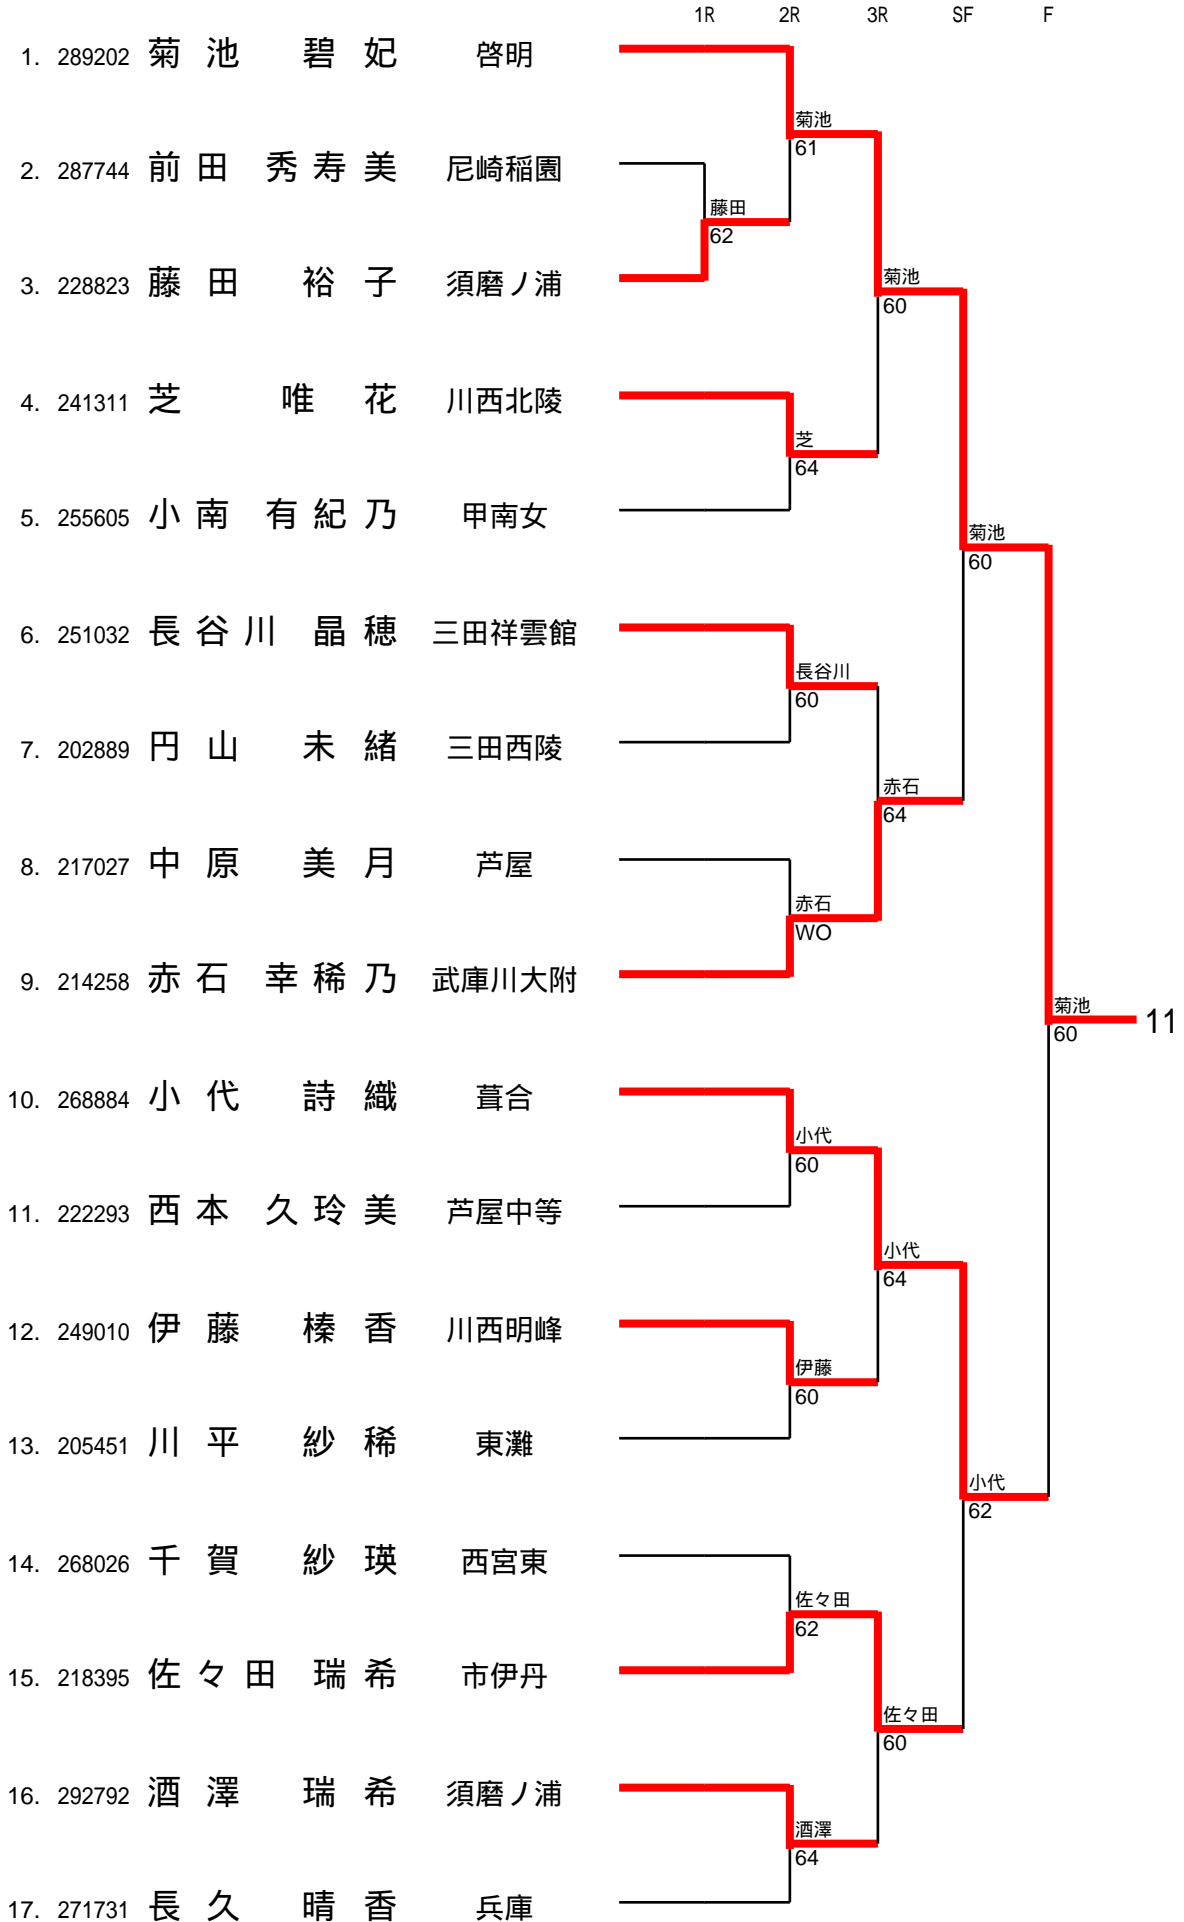 1R 2R 3R SF F
1. 289202 菊池 碧妃 啓明
菊池
61
2. 287744 前田 秀寿美 尼崎稲園
藤田
62
3. 228823 藤田 裕子 須磨ノ浦
菊池
60
4. 241311 芝 唯花 川西北陵
芝
64
5. 255605 小南 有紀乃 甲南女
菊池
60
6. 251032 長谷川 晶穂 三田祥雲館
長谷川
60
7. 202889 円山 未緒 三田西陵
赤石
64
8. 217027 中原 美月 芦屋
赤石
WO
9. 214258 赤石 幸稀乃 武庫川大附
菊池
60
11
10. 268884 小代 詩織 葺合
小代
60
11. 222293 西本 久玲美 芦屋中等
小代
64
12. 249010 伊藤 榛香 川西明峰
伊藤
60
13. 205451 川平 紗稀 東灘
小代
62
14. 268026 千賀 紗瑛 西宮東
佐々田
62
15. 218395 佐々田 瑞希 市伊丹
佐々田
60
16. 292792 酒澤 瑞希 須磨ノ浦
酒澤
64
17. 271731 長久 晴香 兵庫